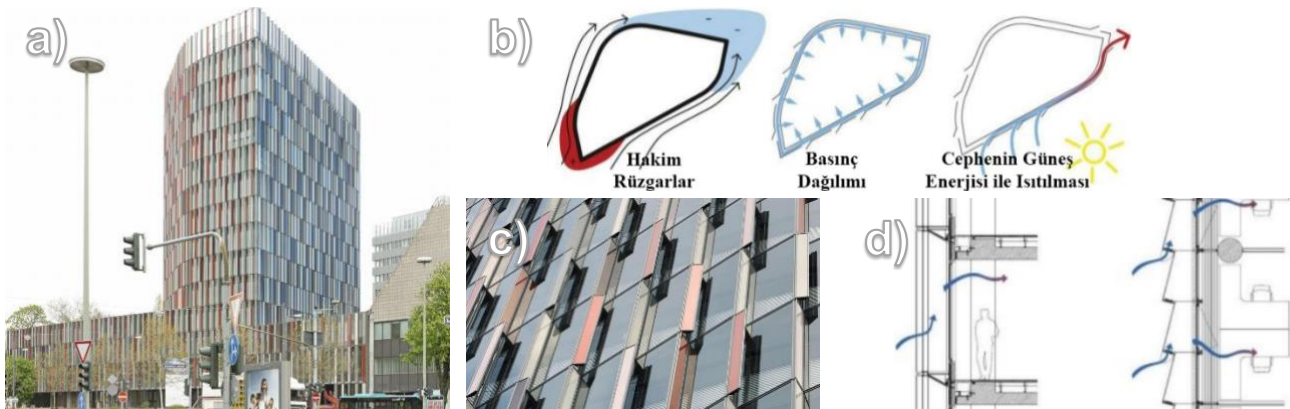 a)
b)
Hakim
Rüzgarlar
Basınç
Dağılımı
Cephenin Güneş
Enerjisi ile Isıtılması
c)
d)